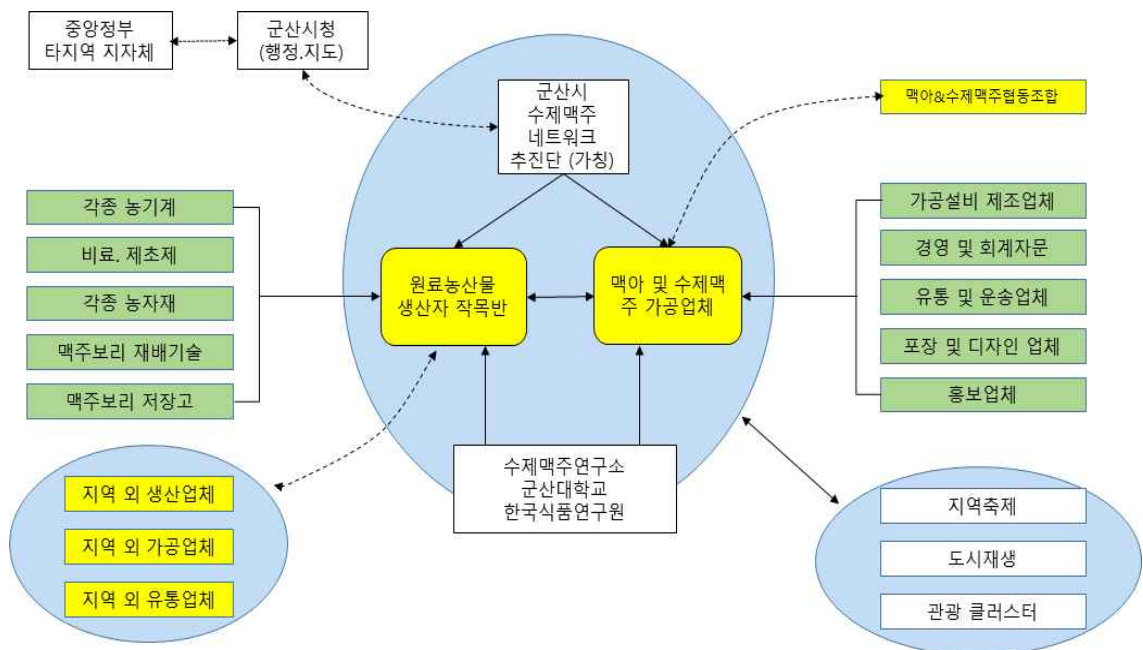 중앙정부
타지역 지자체
군산시청
(행정.지도)
군산시
수제맥주
네트워크
추진단 (가칭)
맥아&수제맥주협동조합
각종 농기계
비료. 제초제
각종 농자재
맥주보리 재배기술
맥주보리 저장고
원료농산물
생산자 작목반
맥아 및 수제맥
주 가공업체
가공설비 제조업체
경영 및 회계자문
유통 및 운송업체
포장 및 디자인 업체
홍보업체
수제맥주연구소
군산대학교
한국식품연구원
지역 외 생산업체
지역 외 가공업체
지역 외 유통업체
지역축제
도시재생
관광 클러스터